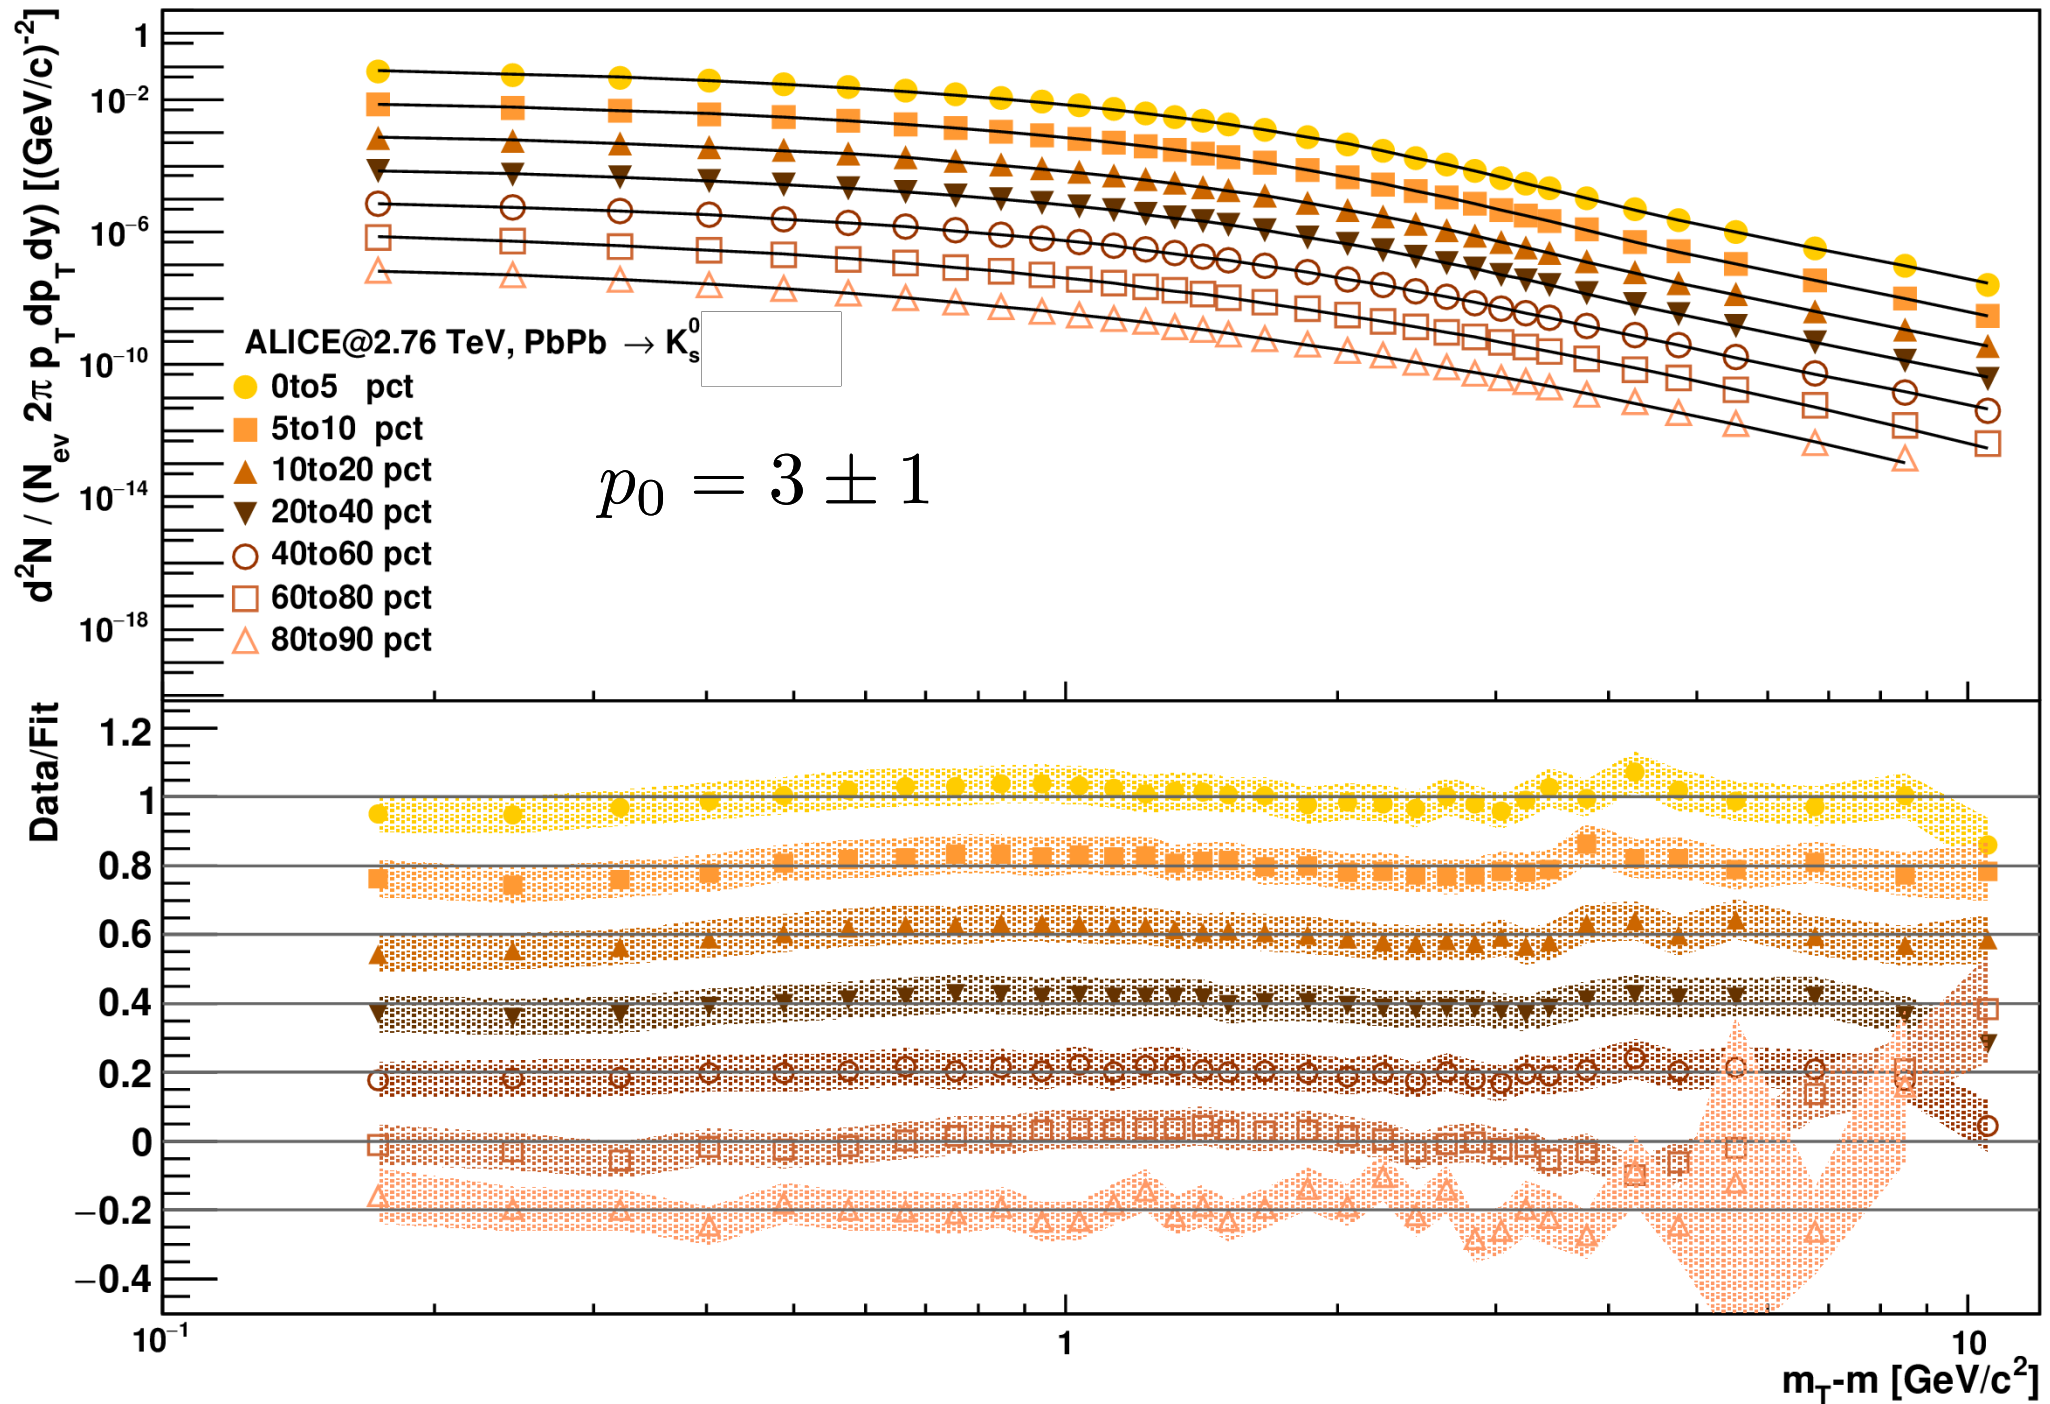 d²N / (Nₑᵥ 2π p_T dp_T dy) [(GeV/c)⁻²]
1
10⁻²
10⁻⁶
10⁻¹⁰
10⁻¹⁴
10⁻¹⁸
ALICE@2.76 TeV, PbPb → K⁰ₛ
0to5 pct
5to10 pct
10to20 pct
20to40 pct
40to60 pct
60to80 pct
80to90 pct
p₀ = 3 ± 1
Data/Fit
1.2
1
0.8
0.6
0.4
0.2
0
−0.2
−0.4
10⁻¹ 1 10
m_T-m [GeV/c²]